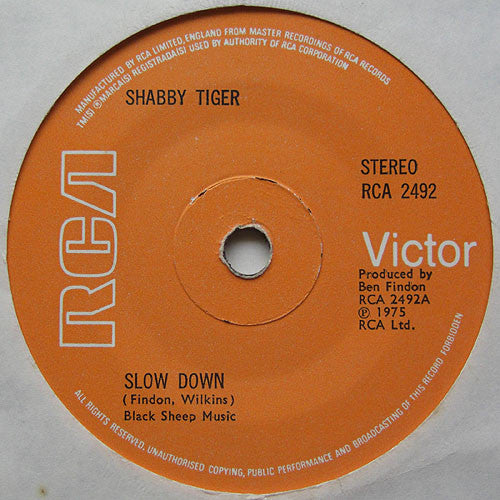 MANUFACTURED BY RCA LIMITED, ENGLAND FROM MASTER RECORDINGS OF RCA RECORDS
TM(S) ® MARCA(S) REGISTRADA(S) USED BY AUTHORITY OF RCA CORPORATION
SHABBY TIGER
STEREO
RCA 2492
RCA
Victor
Produced by
Ben Findon
RCA 2492A
℗ 1975
RCA Ltd.
SLOW DOWN
(Findon, Wilkins)
Black Sheep Music
ALL RIGHTS RESERVED. UNAUTHORISED COPYING, PUBLIC PERFORMANCE AND BROADCASTING OF THIS RECORD FORBIDDEN